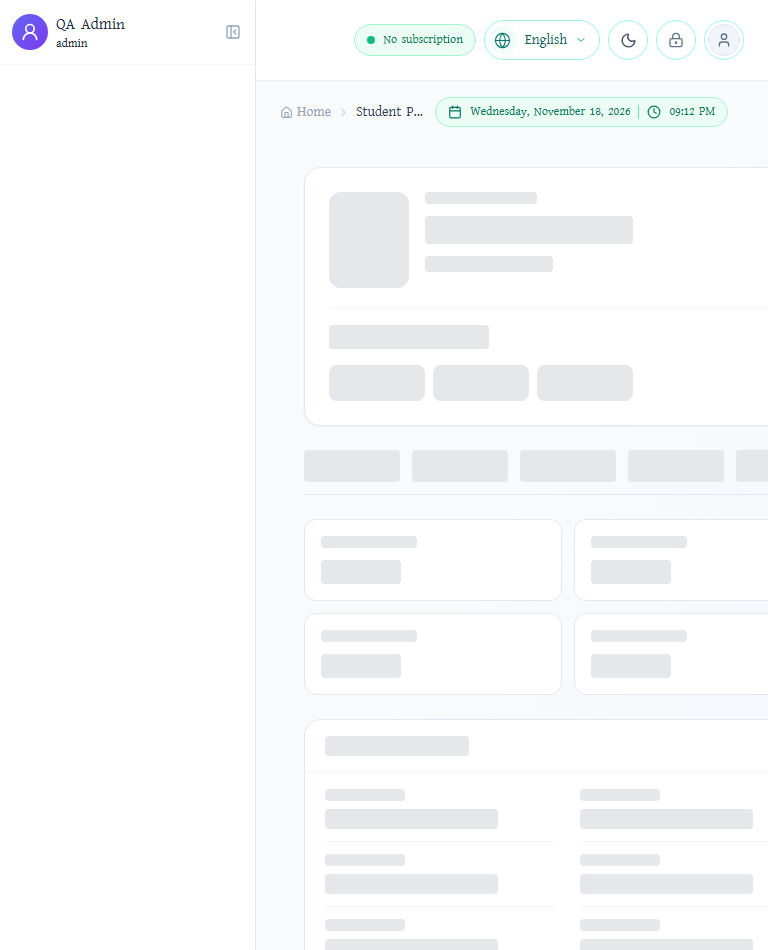 QA Admin
admin
No subscription
English
Home
Student P...
Wednesday, November 18, 2026
09:12 PM